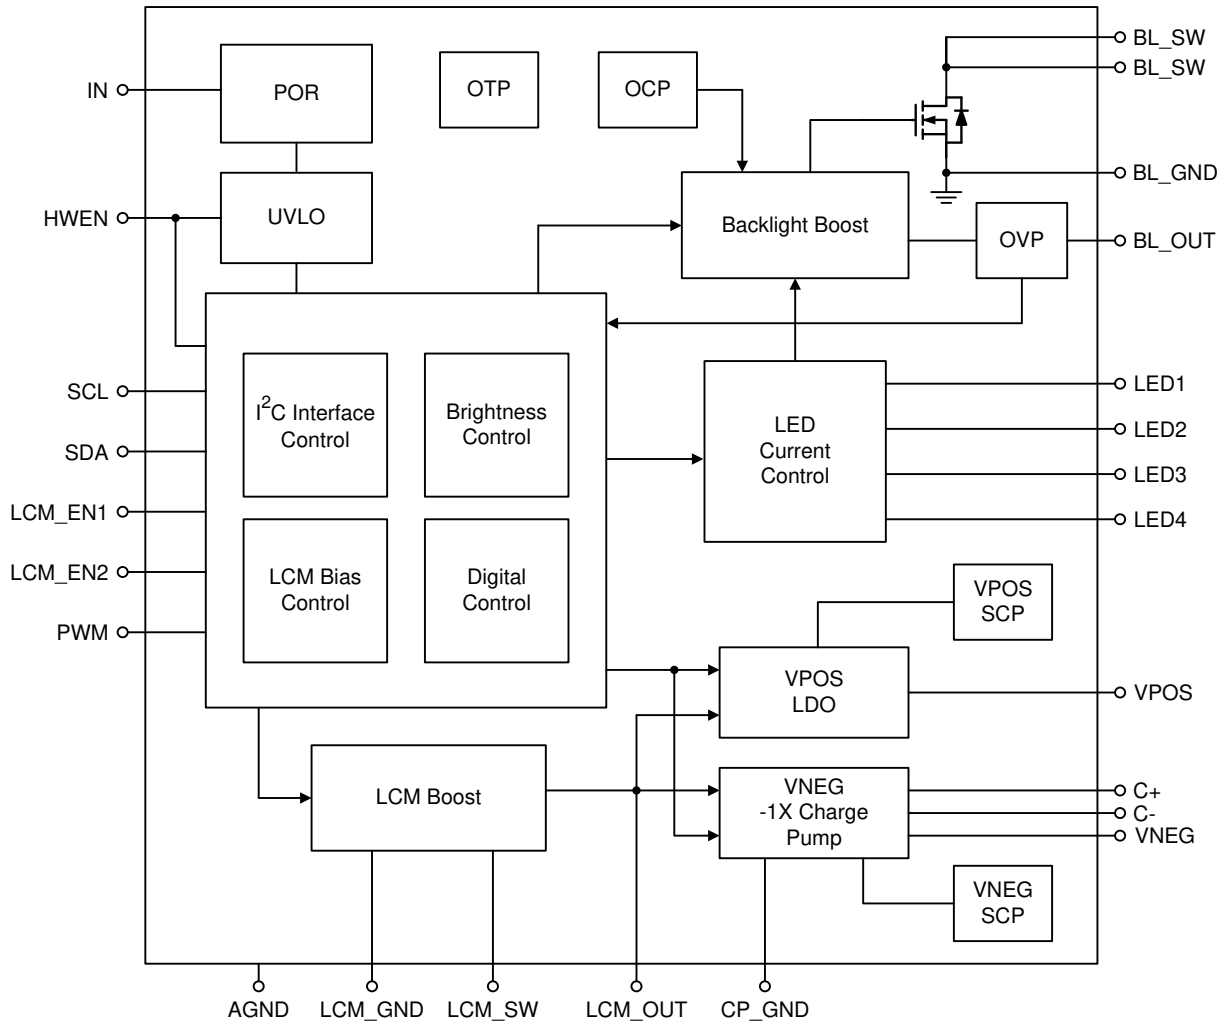 BL_SW
BL_SW
IN
POR
OTP
OCP
BL_GND
HWEN
UVLO
Backlight Boost
OVP
BL_OUT
SCL
SDA
LCM_EN1
LCM_EN2
PWM
I2C Interface
Control
Brightness
Control
LCM Bias
Control
Digital
Control
LED
Current
Control
LED1
LED2
LED3
LED4
VPOS
SCP
VPOS
LDO
VPOS
LCM Boost
VNEG
-1X Charge
Pump
C+
C-
VNEG
VNEG
SCP
AGND
LCM_GND
LCM_SW
LCM_OUT
CP_GND